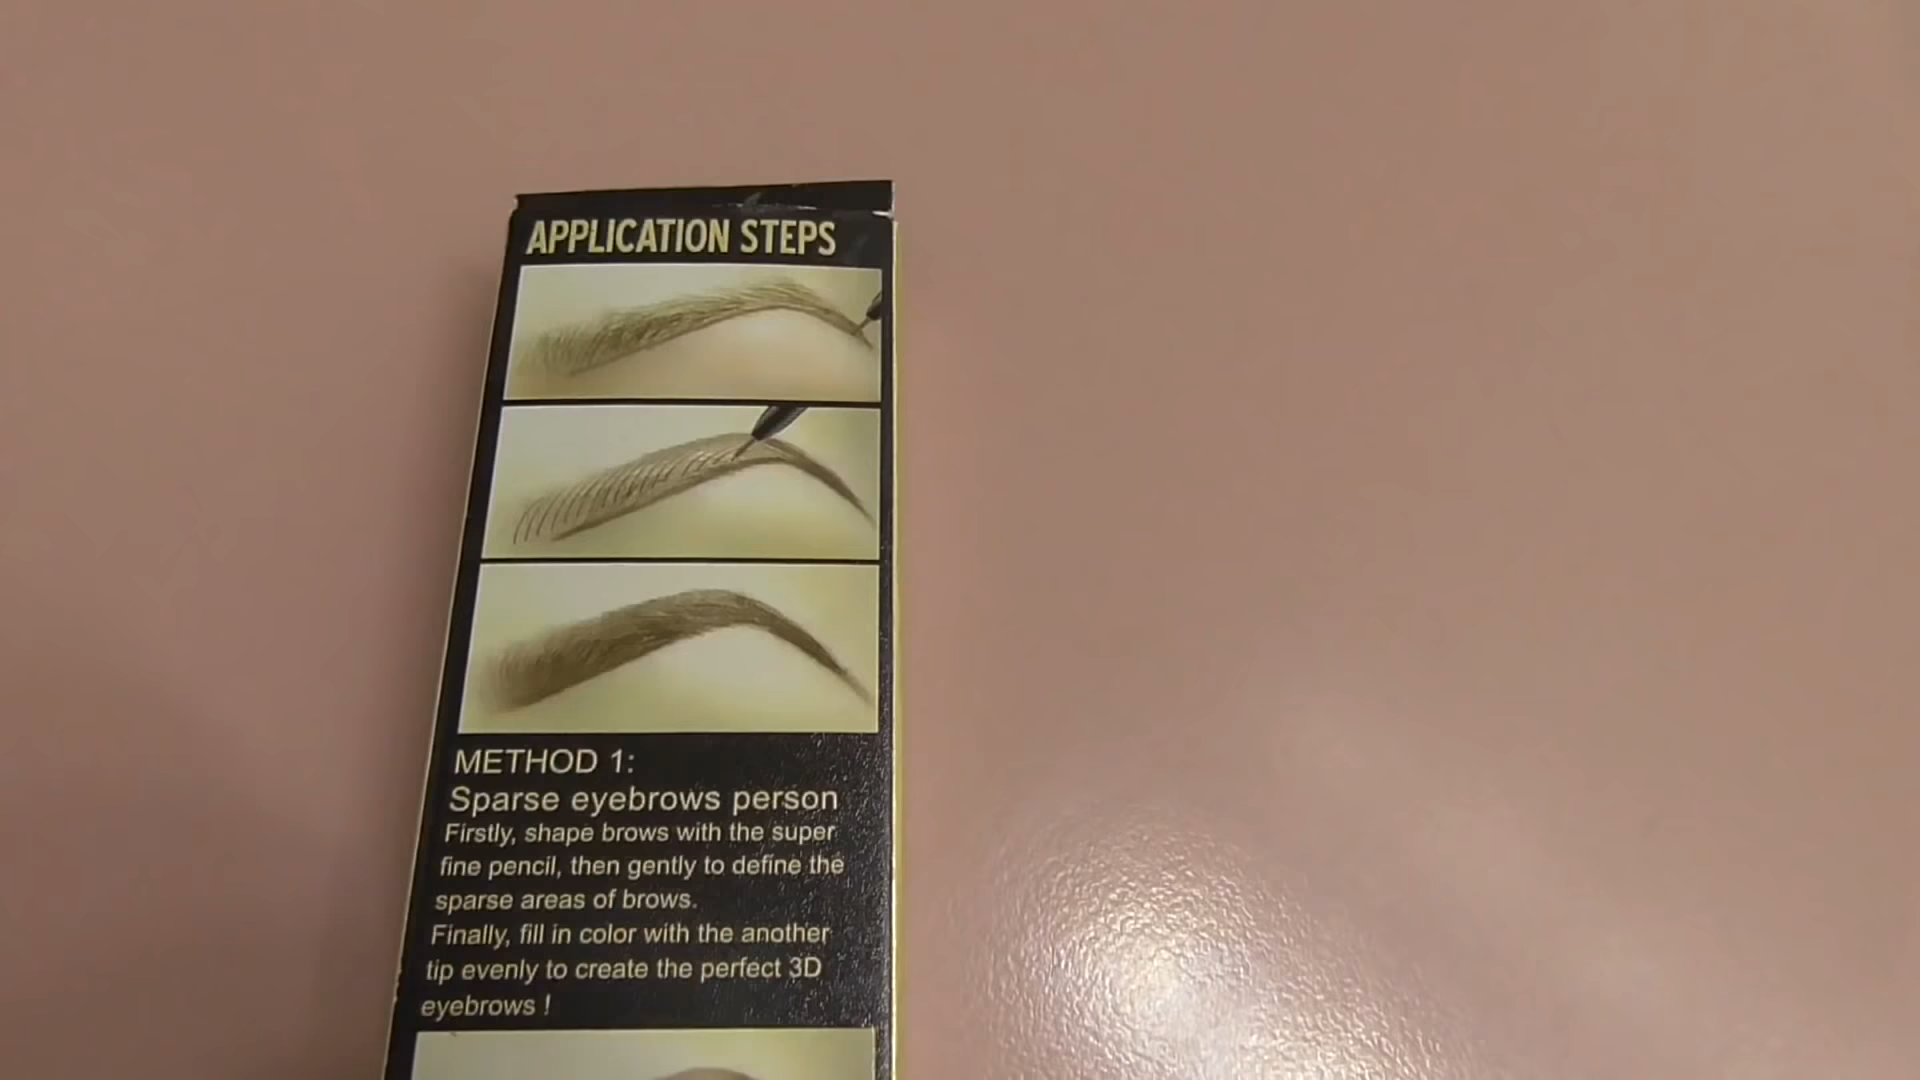 APPLICATION STEPS
METHOD 1:
Sparse eyebrows person
Firstly, shape brows with the super
fine pencil, then gently to define the
sparse areas of brows.
Finally, fill in color with the another
tip evenly to create the perfect 3D
eyebrows !